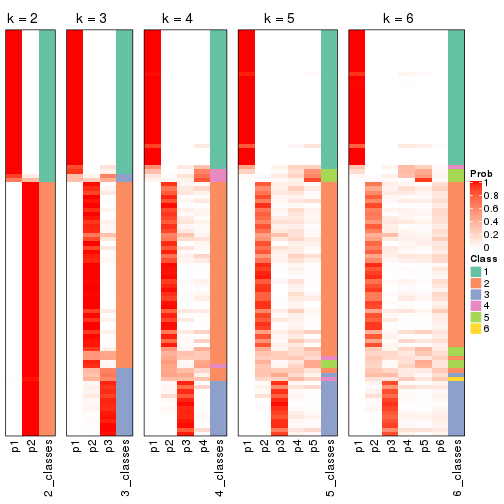 k = 2
k = 3
k = 4
k = 5
k = 6
Prob
1
0.8
0.6
0.4
0.2
0
Class
1
2
3
4
5
6
p1
p2
2_classes
p1
p2
p3
3_classes
p1
p2
p3
p4
4_classes
p1
p2
p3
p4
p5
5_classes
p1
p2
p3
p4
p5
p6
6_classes